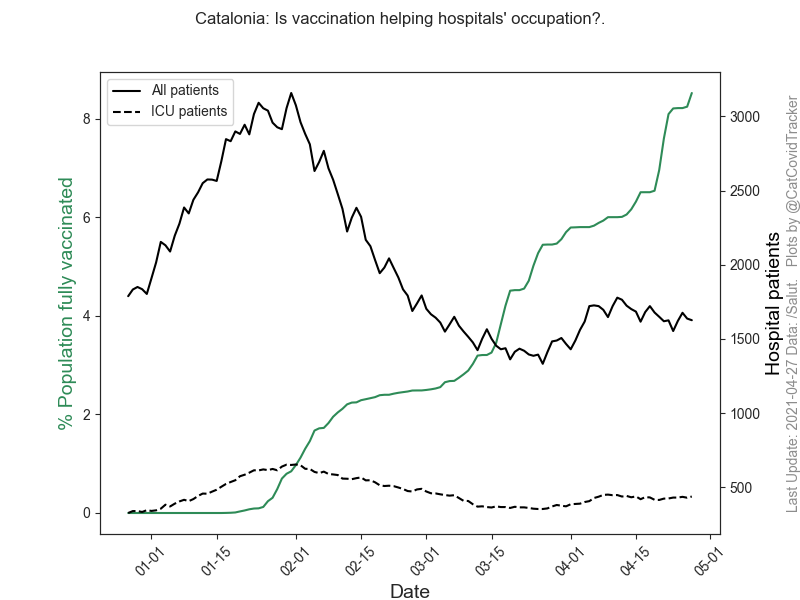 Catalonia: Is vaccination helping hospitals' occupation?.
All patients
ICU patients
% Population fully vaccinated
8
6
4
2
0
3000
2500
2000
1500
1000
500
Hospital patients
Last Update: 2021-04-27 Data: /Salut. Plots by @CatCovidTracker
01-01
01-15
02-01
02-15
03-01
03-15
04-01
04-15
05-01
Date